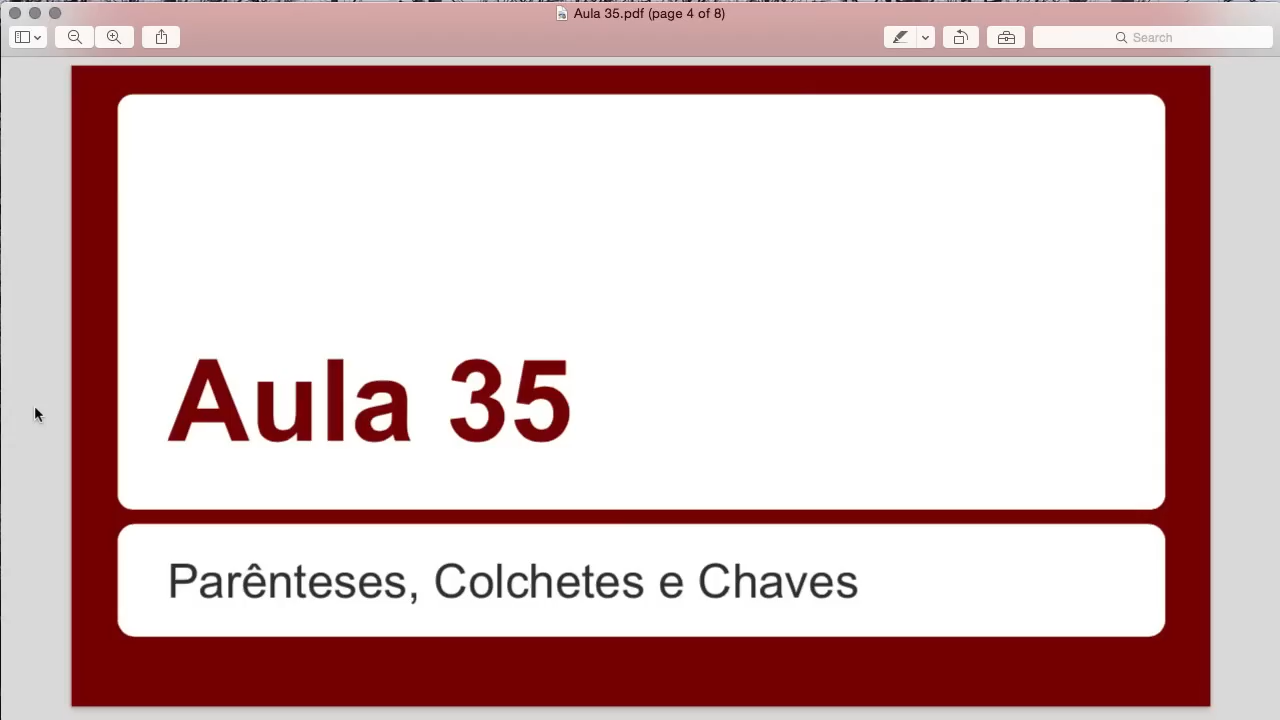 Aula 35.pdf (page 4 of 8)
Search
Aula 35
Parênteses, Colchetes e Chaves